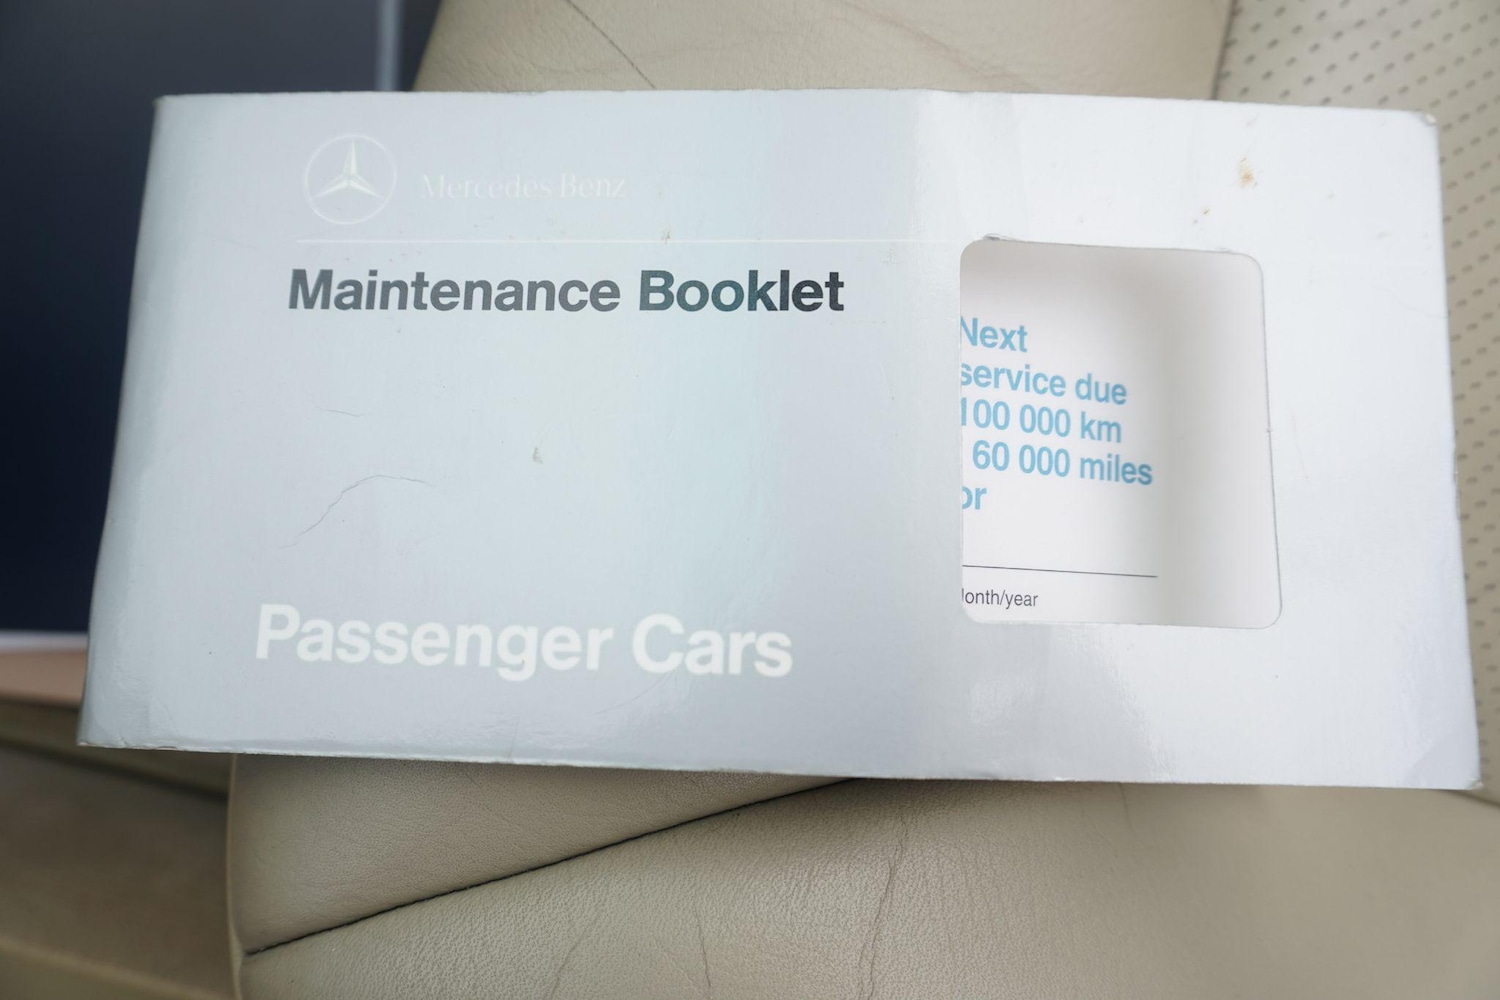 Mercedes-Benz
Maintenance Booklet
Next
service due
100 000 km
60 000 miles
or
Month/year
Passenger Cars